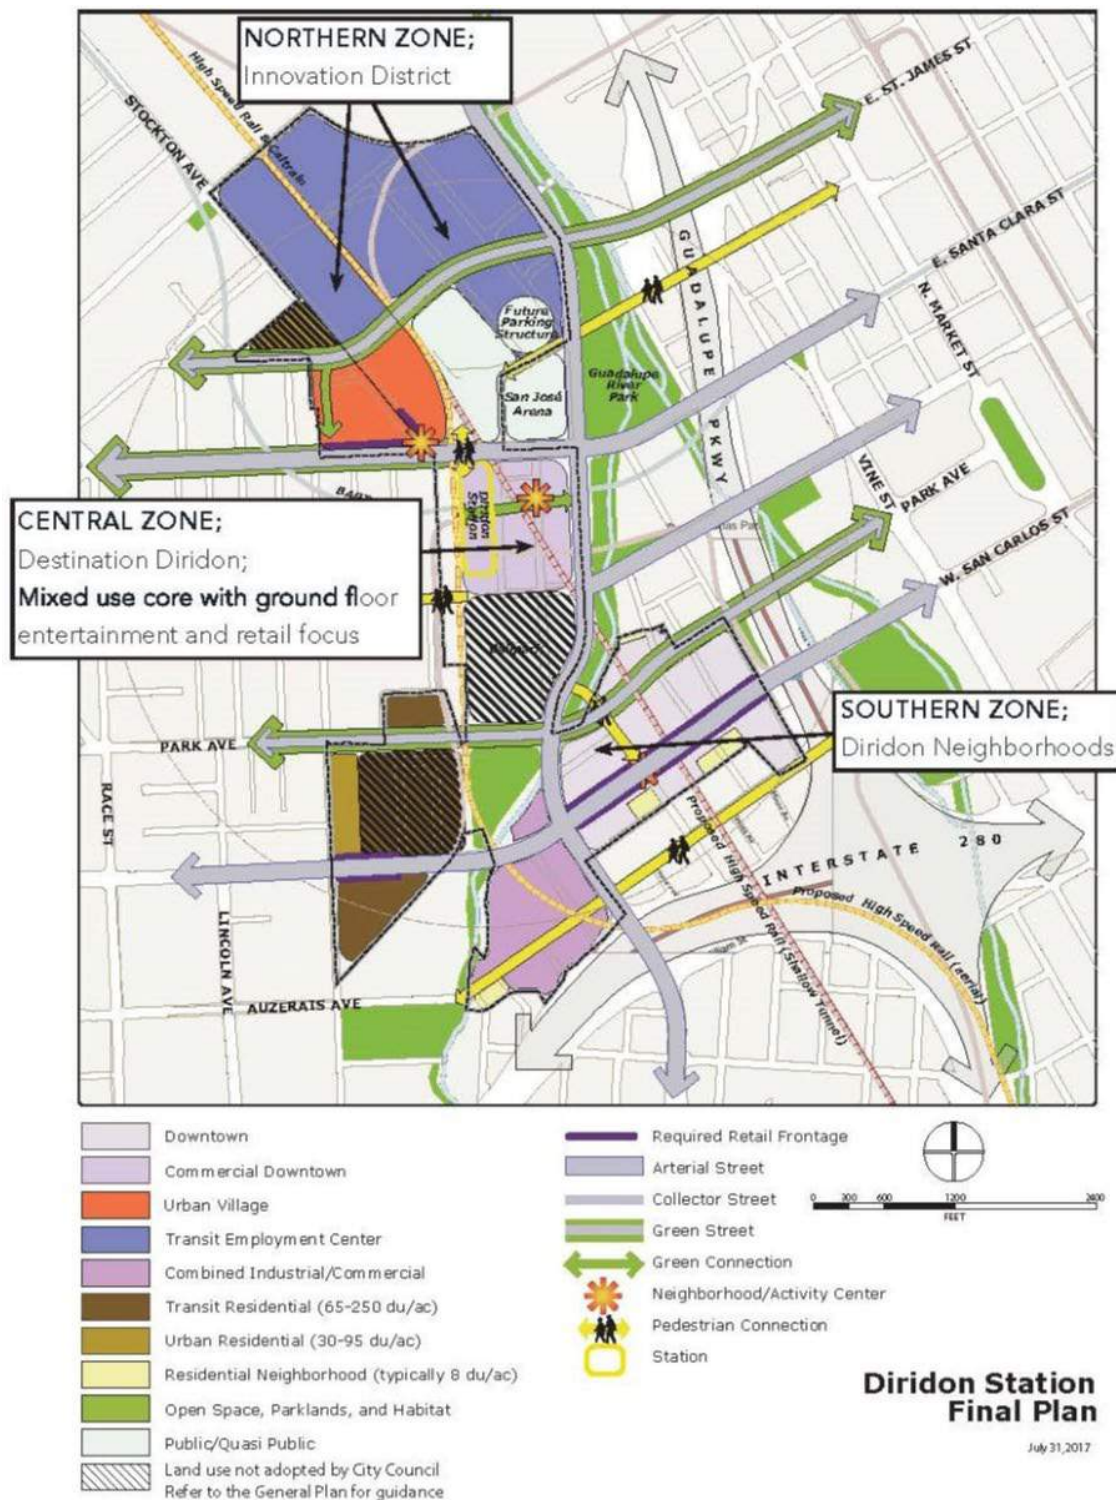 NORTHERN ZONE;
Innovation District
High Speed Rail & Caltrain
STOCKTON AVE
E. ST. JAMES ST
E. SANTA CLARA ST
GUADALUPE PKWY
N. MARKET ST
Future
Parking
Structure
San José
Arena
Guadalupe
River
Park
CENTRAL ZONE;
Destination Diridon;
Mixed use core with ground floor
entertainment and retail focus
Diridon
Station
VINE ST
PARK AVE
W. SAN CARLOS ST
SOUTHERN ZONE;
Diridon Neighborhoods
PARK AVE
RACE ST
LINCOLN AVE
AUZERAIS AVE
INTERSTATE 280
Proposed High Speed Rail (Shallow Tunnel)
Proposed High Speed Rail (aerial)
Downtown
Commercial Downtown
Urban Village
Transit Employment Center
Combined Industrial/Commercial
Transit Residential (65-250 du/ac)
Urban Residential (30-95 du/ac)
Residential Neighborhood (typically 8 du/ac)
Open Space, Parklands, and Habitat
Public/Quasi Public
Land use not adopted by City Council
Refer to the General Plan for guidance
Required Retail Frontage
Arterial Street
Collector Street
Green Street
Green Connection
Neighborhood/Activity Center
Pedestrian Connection
Station
0 300 600 1200 2400
FEET
Diridon Station
Final Plan
July 31, 2017